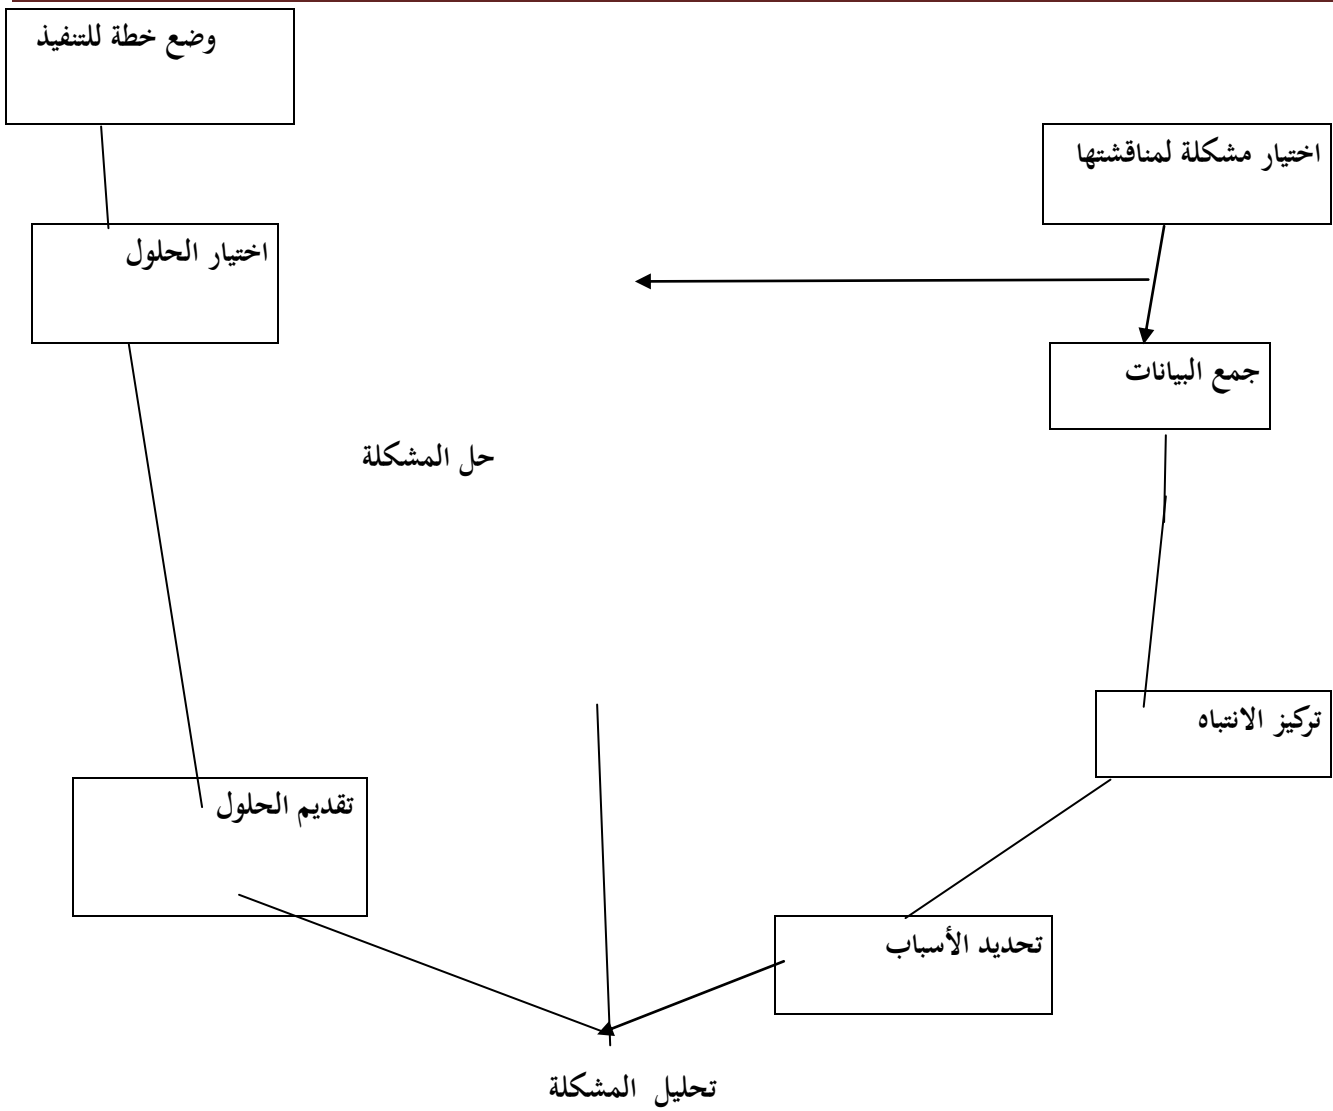 وضع خطة للتنفيذ
اختيار مشكلة لمناقشتها
اختيار الحلول
جمع البيانات
حل المشكلة
تركيز الانتباه
تقديم الحلول
تحديد الأسباب
تحليل المشكلة